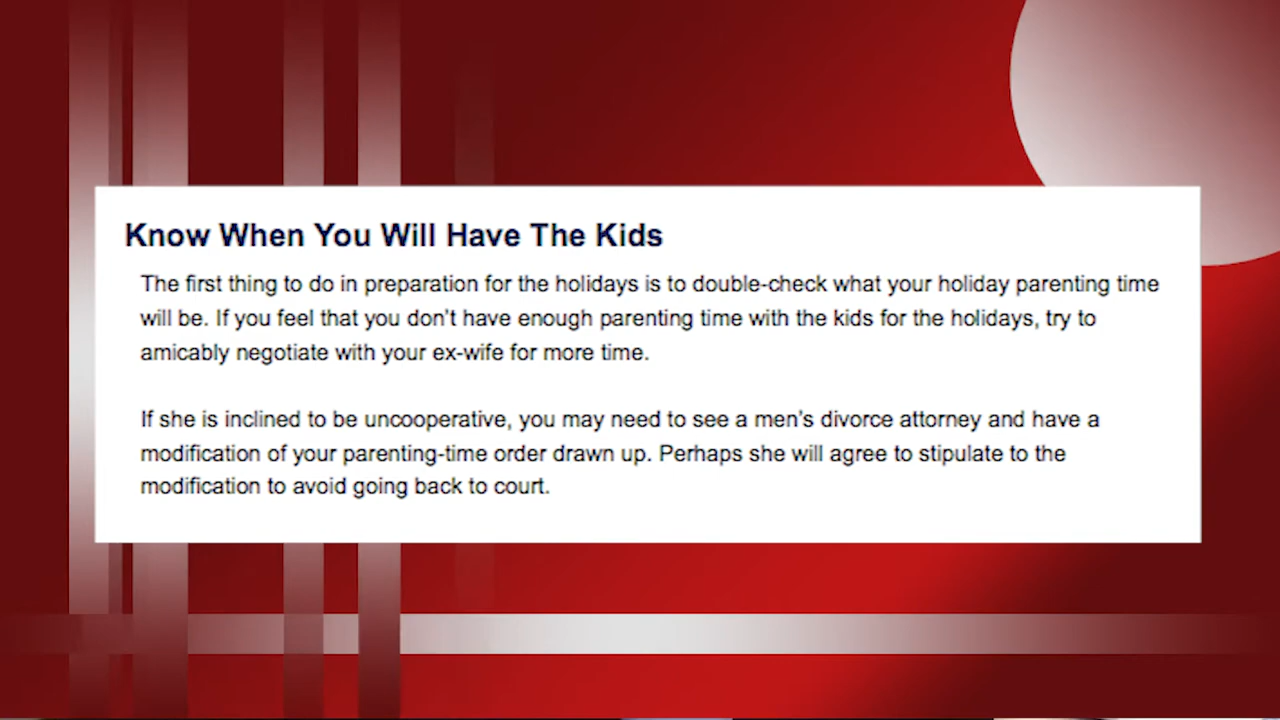 Know When You Will Have The Kids
The first thing to do in preparation for the holidays is to double-check what your holiday parenting time
will be. If you feel that you don’t have enough parenting time with the kids for the holidays, try to
amicably negotiate with your ex-wife for more time.
If she is inclined to be uncooperative, you may need to see a men’s divorce attorney and have a
modification of your parenting-time order drawn up. Perhaps she will agree to stipulate to the
modification to avoid going back to court.